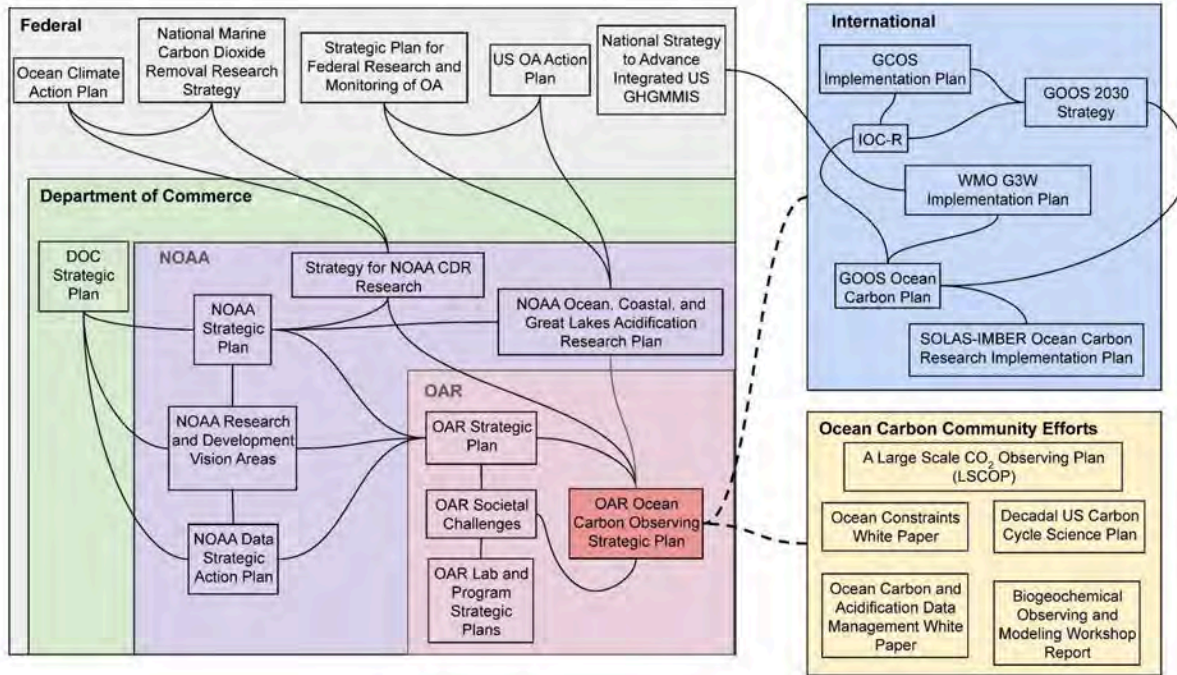 Federal
Ocean Climate
Action Plan
National Marine
Carbon Dioxide
Removal Research
Strategy
Strategic Plan for
Federal Research and
Monitoring of OA
US OA Action
Plan
National Strategy
to Advance
Integrated US
GHGMMIS
Department of Commerce
DOC
Strategic
Plan
NOAA
Strategy for NOAA CDR
Research
NOAA
Strategic
Plan
NOAA Ocean, Coastal, and
Great Lakes Acidification
Research Plan
NOAA Research
and Development
Vision Areas
NOAA Data
Strategic
Action Plan
OAR
OAR Strategic
Plan
OAR Societal
Challenges
OAR Lab and
Program
Strategic
Plans
OAR Ocean
Carbon Observing
Strategic Plan
International
GCOS
Implementation Plan
GOOS 2030
Strategy
IOC-R
WMO G3W
Implementation Plan
GOOS Ocean
Carbon Plan
SOLAS-IMBER Ocean Carbon
Research Implementation Plan
Ocean Carbon Community Efforts
A Large Scale CO₂ Observing Plan
(LSCOP)
Ocean Constraints
White Paper
Decadal US Carbon
Cycle Science Plan
Ocean Carbon and
Acidification Data
Management White
Paper
Biogeochemical
Observing and
Modeling Workshop
Report